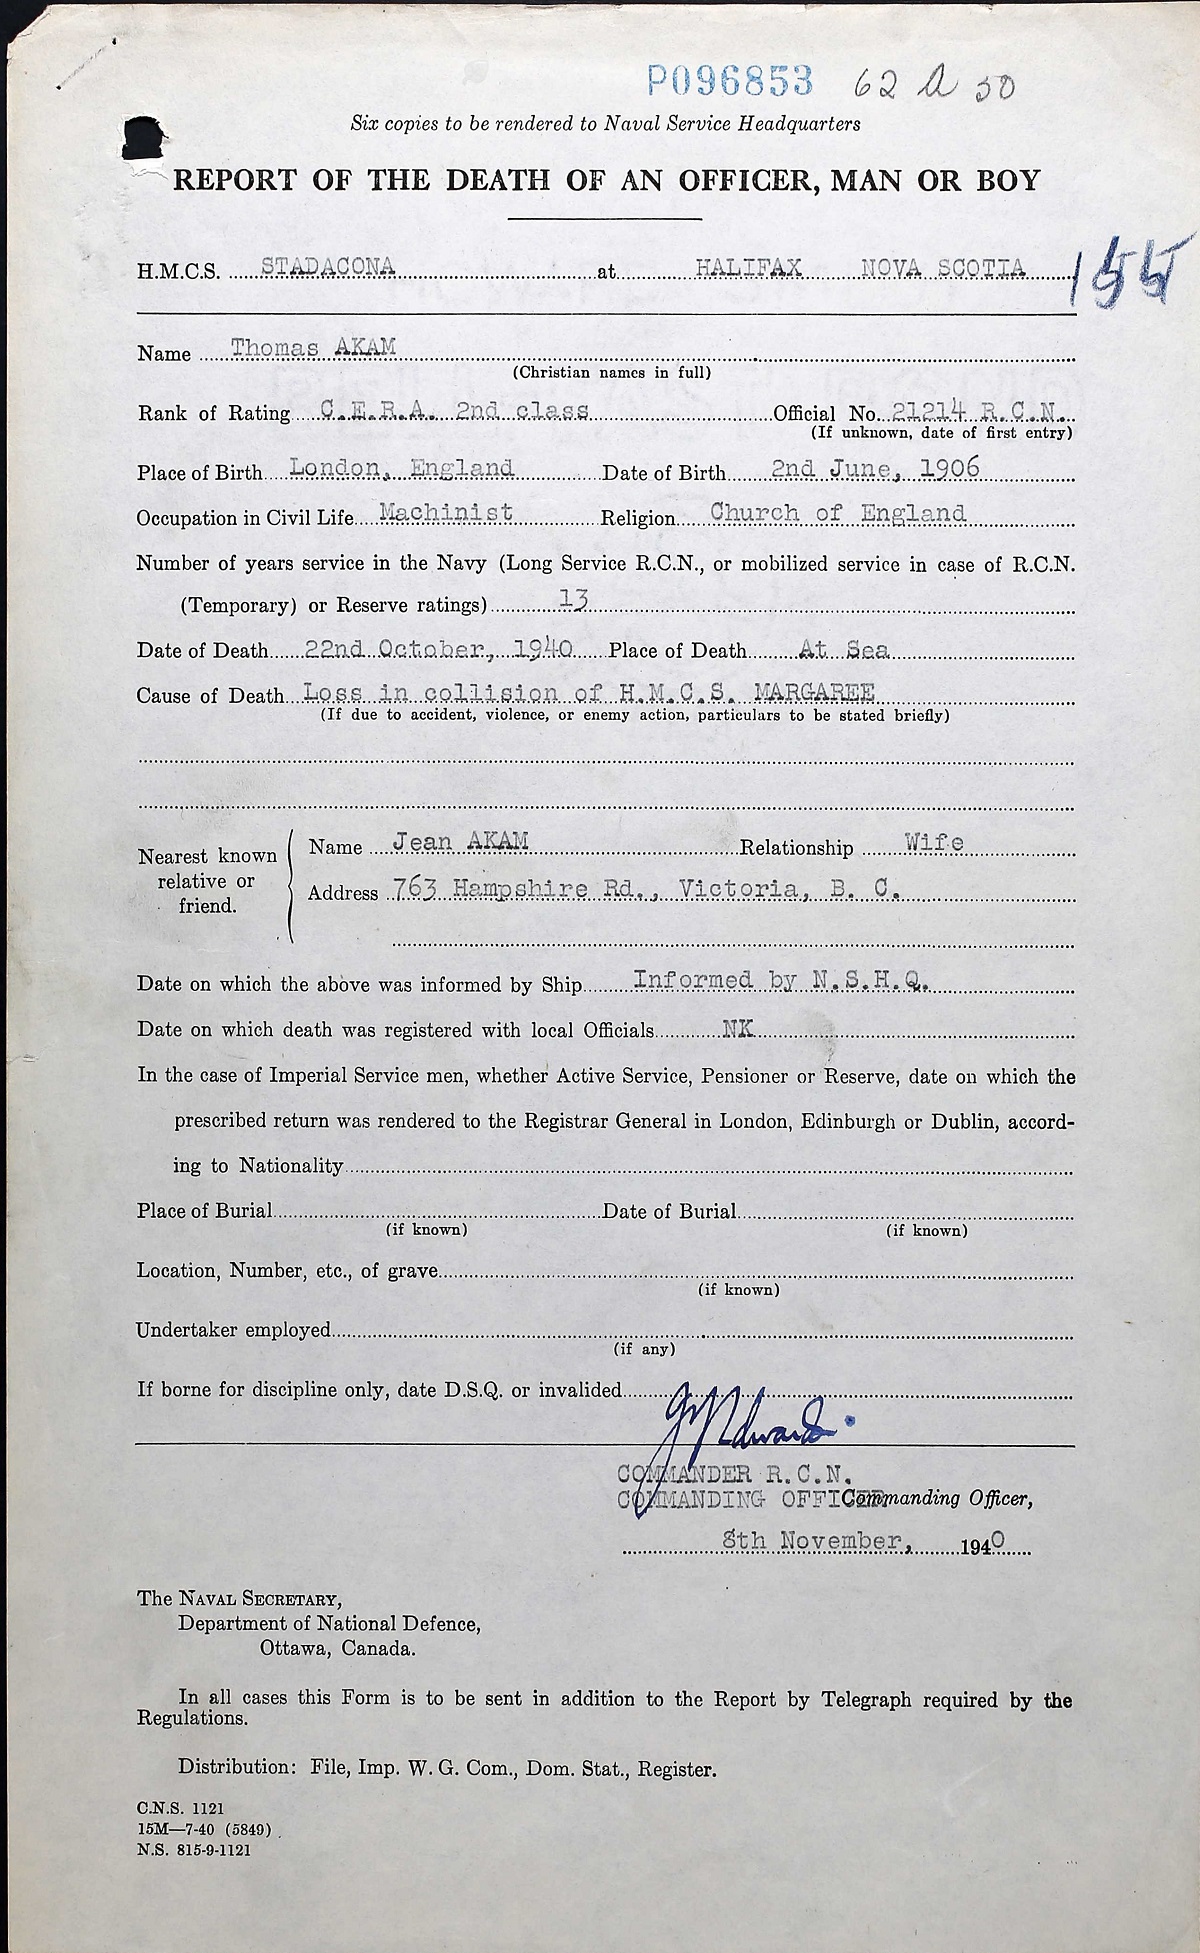 P096853 62 A 50
Six copies to be rendered to Naval Service Headquarters
REPORT OF THE DEATH OF AN OFFICER, MAN OR BOY
H.M.C.S. STADACONA at HALIFAX NOVA SCOTIA 155
Name Thomas AKAM
(Christian names in full)
Rank of Rating C.E.R.A. 2nd class Official No. 21214 R.C.N.
(If unknown, date of first entry)
Place of Birth London, England Date of Birth 2nd June, 1906
Occupation in Civil Life Machinist Religion Church of England
Number of years service in the Navy (Long Service R.C.N., or mobilized service in case of R.C.N.
(Temporary) or Reserve ratings) 13
Date of Death 22nd October, 1940 Place of Death At Sea
Cause of Death Loss in collision of H.M.C.S. MARGAREE
(If due to accident, violence, or enemy action, particulars to be stated briefly)
Nearest known relative or friend.
Name Jean AKAM Relationship Wife
Address 763 Hampshire Rd., Victoria, B. C.
Date on which the above was informed by Ship Informed by N.S.H.Q.
Date on which death was registered with local Officials NK
In the case of Imperial Service men, whether Active Service, Pensioner or Reserve, date on which the
prescribed return was rendered to the Registrar General in London, Edinburgh or Dublin, accord-
ing to Nationality
Place of Burial Date of Burial
(if known) (if known)
Location, Number, etc., of grave
(if known)
Undertaker employed
(if any)
If borne for discipline only, date D.S.Q. or invalided
COMMANDER R.C.N.
COMMANDING OFFICER Commanding Officer,
8th November, 1940
The NAVAL SECRETARY,
Department of National Defence,
Ottawa, Canada.
In all cases this Form is to be sent in addition to the Report by Telegraph required by the
Regulations.
Distribution: File, Imp. W. G. Com., Dom. Stat., Register.
C.N.S. 1121
15M—7-40 (5849)
N.S. 815-9-1121